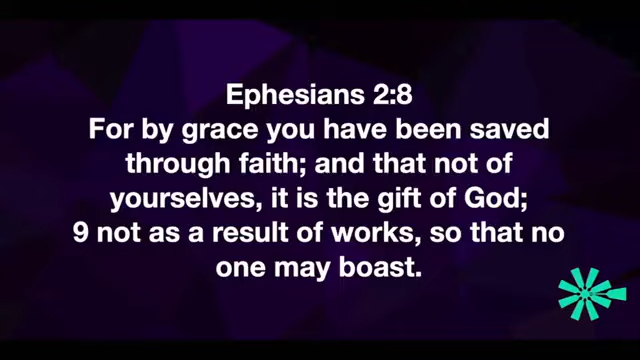 Ephesians 2:8
For by grace you have been saved
through faith; and that not of
yourselves, it is the gift of God;
9 not as a result of works, so that no
one may boast.